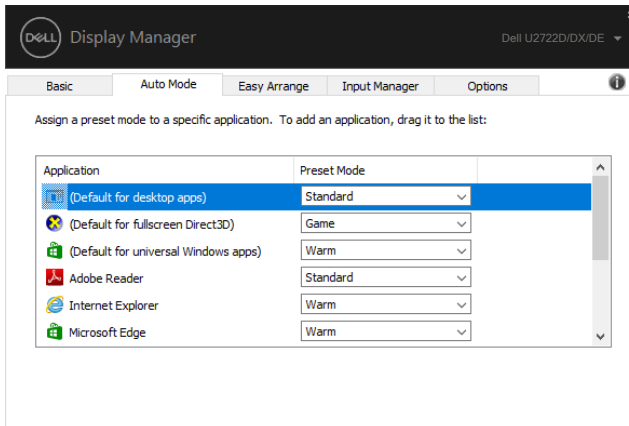 DELL Display Manager
Dell U2722D/DX/DE
Basic Auto Mode Easy Arrange Input Manager Options
Assign a preset mode to a specific application. To add an application, drag it to the list:
Application Preset Mode
(Default for desktop apps) Standard
(Default for fullscreen Direct3D) Game
(Default for universal Windows apps) Warm
Adobe Reader Standard
Internet Explorer Warm
Microsoft Edge Warm